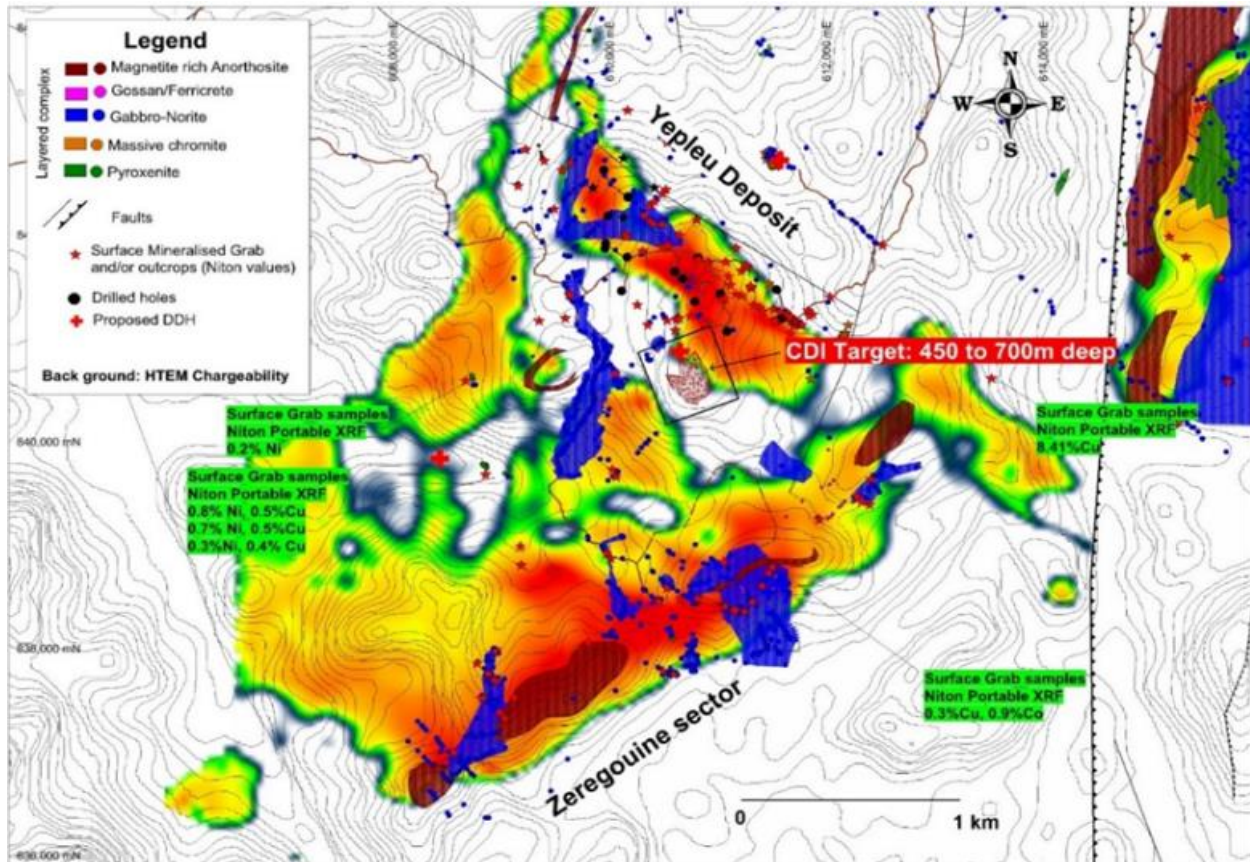 Legend
Layered complex
Magnetite rich Anorthosite
Gossan/Ferricrete
Gabbro-Norite
Massive chromite
Pyroxenite
Faults
Surface Mineralised Grab
and/or outcrops (Niton values)
Drilled holes
Proposed DDH
Back ground: HTEM Chargeability
612,000 mE
614,000 mE
N
W
E
S
Yepleu Deposit
CDI Target: 450 to 700m deep
Surface Grab samples
Niton Portable XRF
0.2% Ni
840,000 mN
Surface Grab samples
Niton Portable XRF
0.8% Ni, 0.5%Cu
0.7% Ni, 0.5%Cu
0.3%Ni, 0.4% Cu
Surface Grab samples
Niton Portable XRF
8.41%Cu
838,000 mN
Surface Grab samples
Niton Portable XRF
0.3%Cu, 0.9%Co
Zeregouine sector
0
1 km
836,000 mN